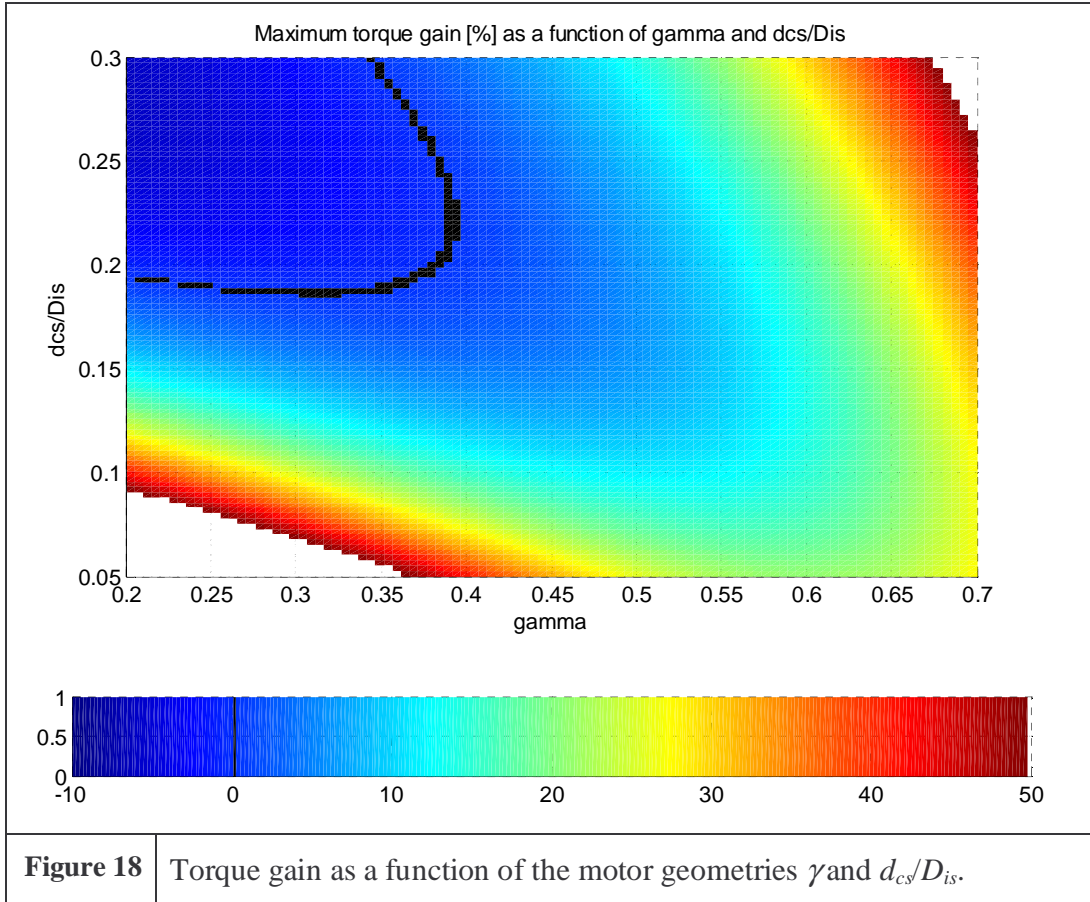 Maximum torque gain [%] as a function of gamma and dcs/Dis
0.3
0.25
0.2
0.15
0.1
0.05
dcs/Dis
0.2 0.25 0.3 0.35 0.4 0.45 0.5 0.55 0.6 0.65 0.7
gamma
1
0.5
0
-10 0 10 20 30 40 50
Figure 18 Torque gain as a function of the motor geometries γ and dcs/Dis.